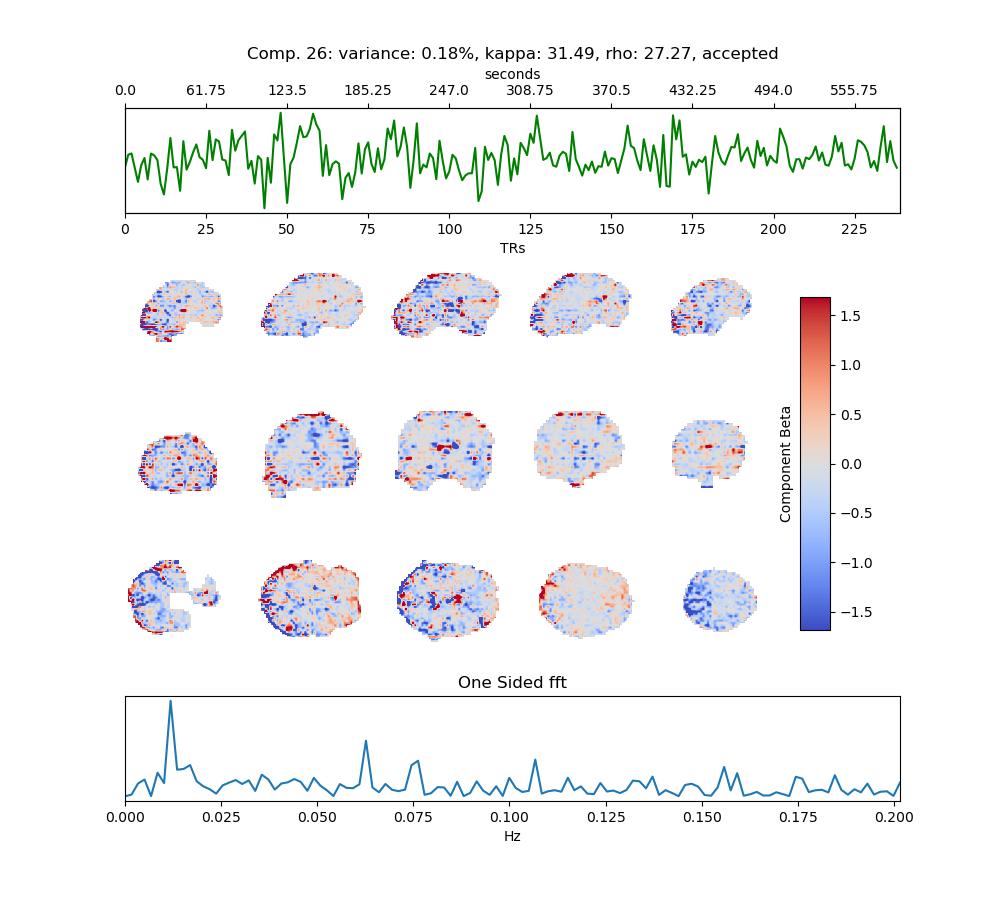 Comp. 26: variance: 0.18%, kappa: 31.49, rho: 27.27, accepted
seconds
0.0 61.75 123.5 185.25 247.0 308.75 370.5 432.25 494.0 555.75
0 25 50 75 100 125 150 175 200 225
TRs
Component Beta
1.5
1.0
0.5
0.0
−0.5
−1.0
−1.5
One Sided fft
0.000 0.025 0.050 0.075 0.100 0.125 0.150 0.175 0.200
Hz